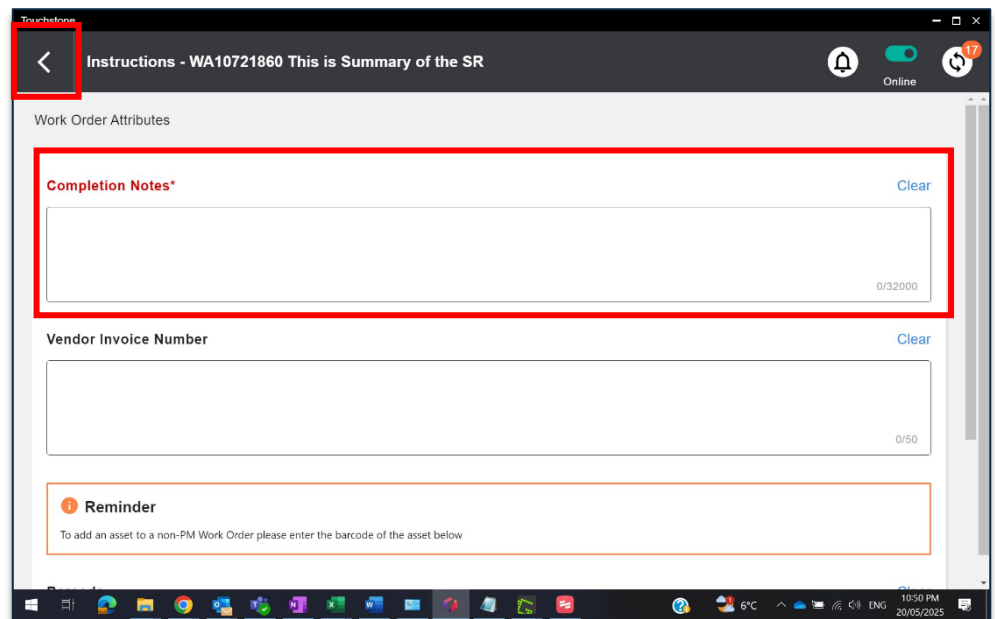 Touchstone
Instructions - WA10721860 This is Summary of the SR
17
Online
Work Order Attributes
Completion Notes*
Clear
0/32000
Vendor Invoice Number
Clear
0/50
Reminder
To add an asset to a non-PM Work Order please enter the barcode of the asset below
6°C
ENG
10:50 PM
20/05/2025